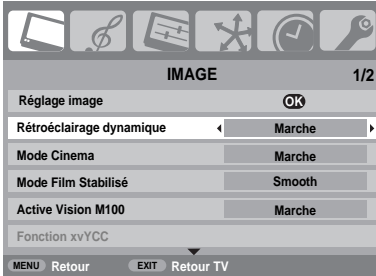 IMAGE 1/2
Réglage image OK
Rétroéclairage dynamique Marche
Mode Cinema Marche
Mode Film Stabilisé Smooth
Active Vision M100 Marche
Fonction xvYCC
MENU Retour EXIT Retour TV